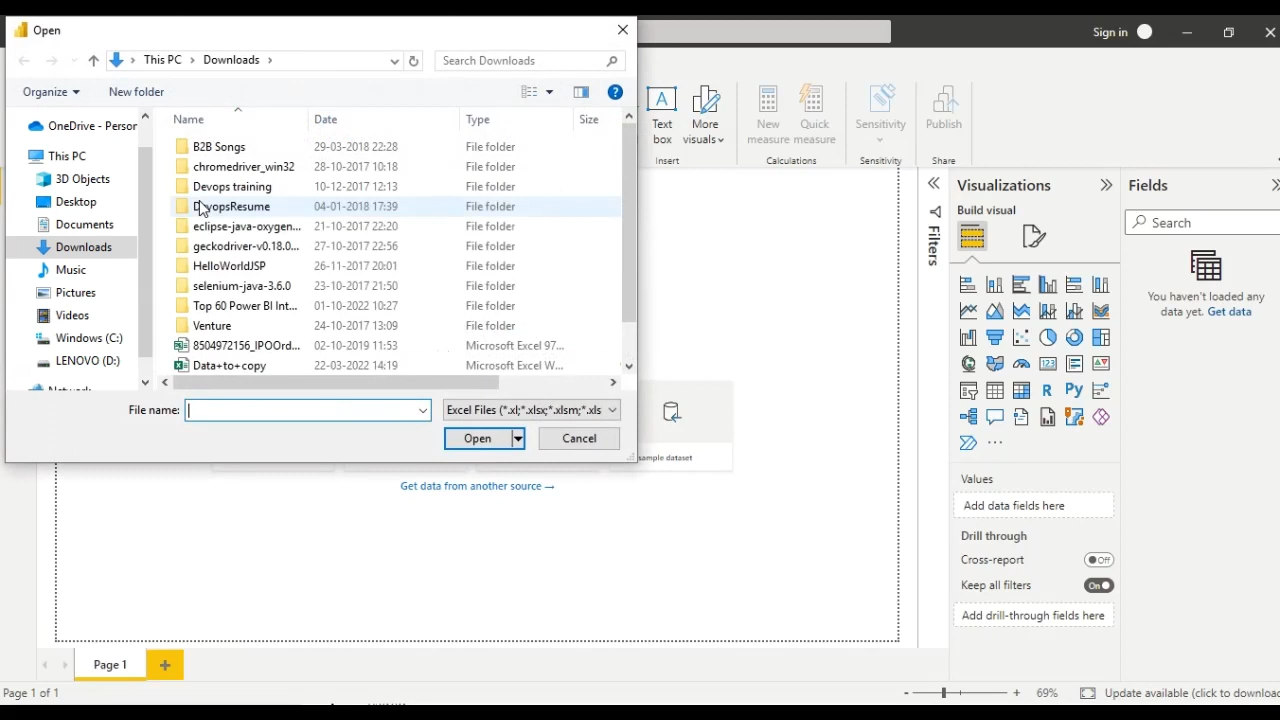 Open
Sign in
This PC
Downloads
Search Downloads
Organize
New folder
Name
Date
Type
Size
OneDrive - Person
This PC
3D Objects
Desktop
Documents
Downloads
Music
Pictures
Videos
Windows (C:)
LENOVO (D:)
B2B Songs 29-03-2018 22:28 File folder
chromedriver_win32 28-10-2017 10:18 File folder
Devops training 10-12-2017 12:13 File folder
DevopsResume 04-01-2018 17:39 File folder
eclipse-java-oxygen... 21-10-2017 22:20 File folder
geckodriver-v0.18.0... 27-10-2017 22:56 File folder
HelloWorldJSP 26-11-2017 20:01 File folder
selenium-java-3.6.0 23-10-2017 21:50 File folder
Top 60 Power BI Int... 01-10-2022 10:27 File folder
Venture 24-10-2017 13:09 File folder
8504972156_IPOOrd... 02-10-2019 11:53 Microsoft Excel 97...
Data+to+copy 22-03-2022 14:19 Microsoft Excel W...
File name:
Excel Files (*.xl;*.xlsx;*.xlsm;*.xls
Open
Cancel
Text box
More visuals
Insert
New measure
Quick measure
Calculations
Sensitivity
Sensitivity
Publish
Share
sample dataset
Get data from another source →
Filters
Visualizations
Build visual
R
Py
123
...
Values
Add data fields here
Drill through
Cross-report
Off
Keep all filters
On
Add drill-through fields here
Fields
Search
You haven't loaded any
data yet. Get data
Page 1
+
Page 1 of 1
- + 69%
Update available (click to download